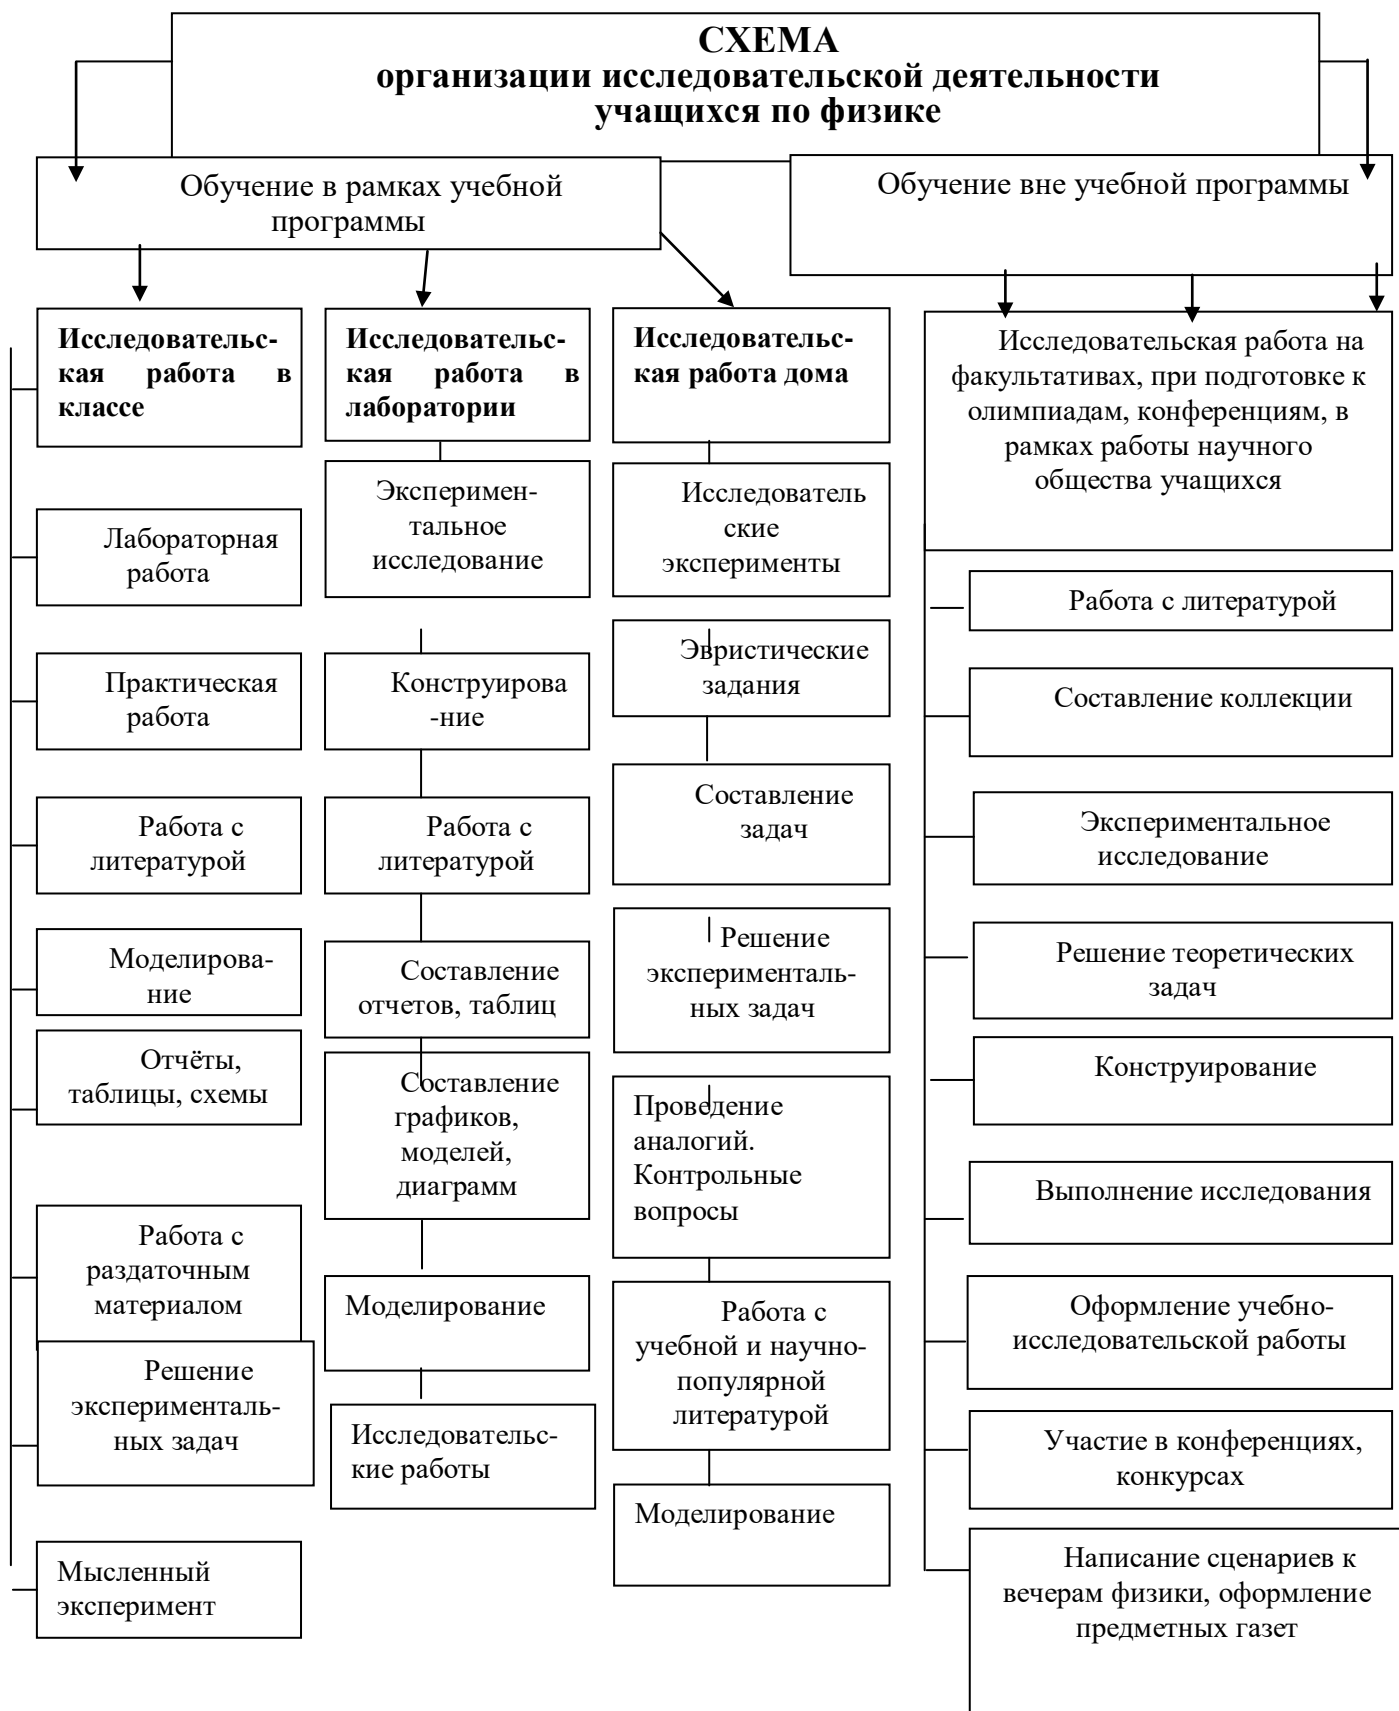 СХЕМА
организации исследовательской деятельности
учащихся по физике
Обучение в рамках учебной
программы
Обучение вне учебной программы
Исследовательс-
кая работа в
классе
Лабораторная
работа
Практическая
работа
Работа с
литературой
Моделирова-
ние
Отчёты,
таблицы, схемы
Работа с
раздаточным
материалом
Решение
эксперименталь-
ных задач
Мысленный
эксперимент
Исследовательс-
кая работа в
лаборатории
Эксперимен-
тальное
исследование
Конструирова
-ние
Работа с
литературой
Составление
отчетов, таблиц
Составление
графиков,
моделей,
диаграмм
Моделирование
Исследовательс-
кие работы
Исследовательс-
кая работа дома
Исследователь
ские
эксперименты
Эвристические
задания
Составление
задач
Решение
эксперименталь-
ных задач
Проведение
аналогий.
Контрольные
вопросы
Работа с
учебной и научно-
популярной
литературой
Моделирование
Исследовательская работа на
факультативах, при подготовке к
олимпиадам, конференциям, в
рамках работы научного
общества учащихся
Работа с литературой
Составление коллекции
Экспериментальное
исследование
Решение теоретических
задач
Конструирование
Выполнение исследования
Оформление учебно-
исследовательской работы
Участие в конференциях,
конкурсах
Написание сценариев к
вечерам физики, оформление
предметных газет